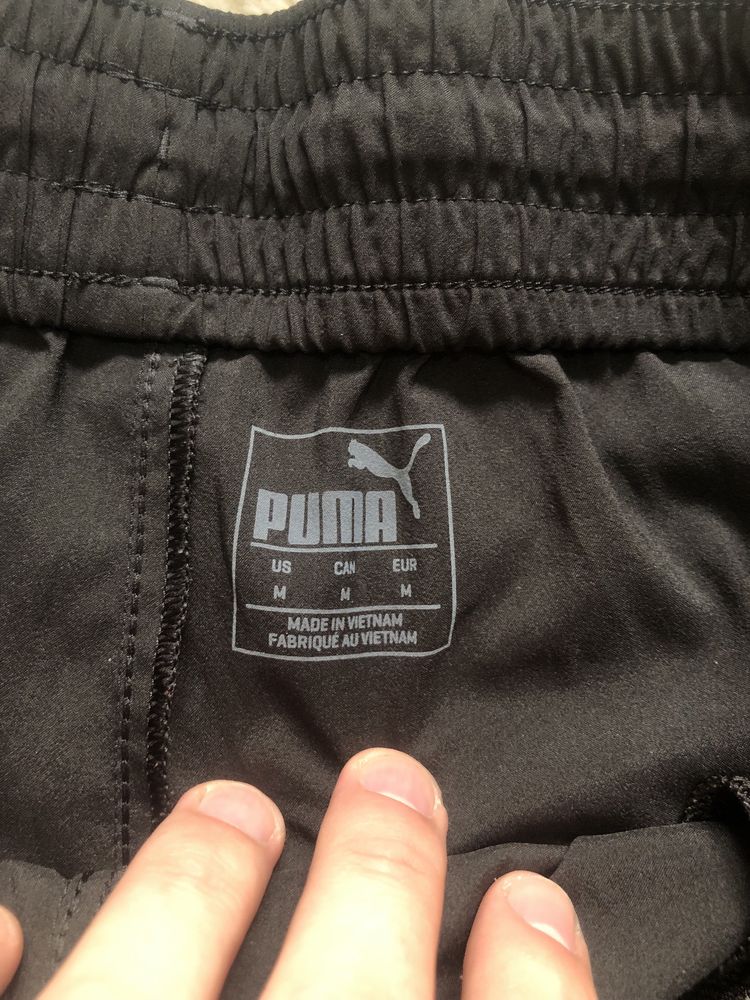 PUMA
US CAN EUR
M M M
MADE IN VIETNAM
FABRIQUÉ AU VIETNAM